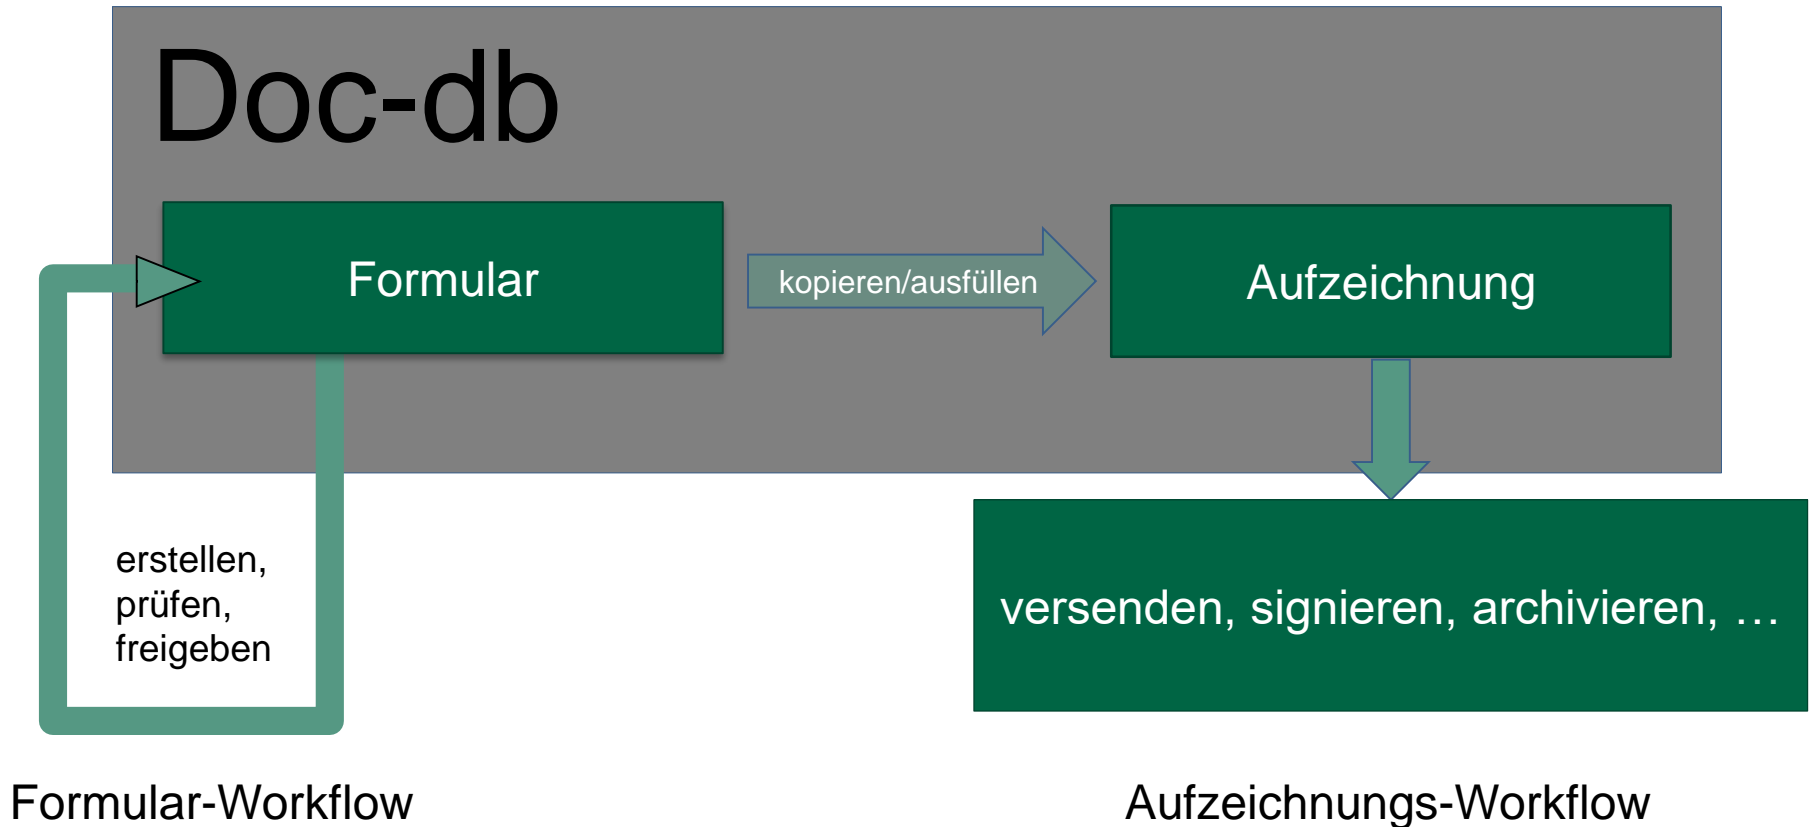 Doc-db
Formular
kopieren/ausfüllen
Aufzeichnung
erstellen,
prüfen,
freigeben
versenden, signieren, archivieren, …
Formular-Workflow
Aufzeichnungs-Workflow